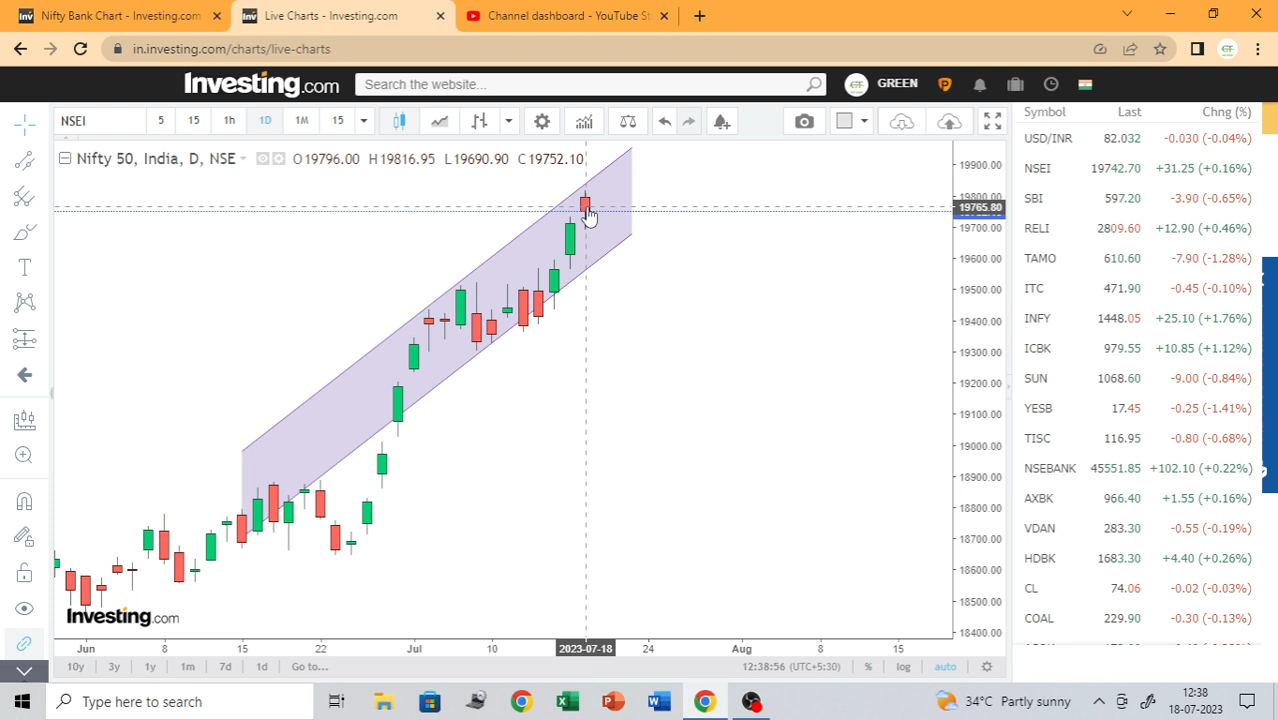 Nifty Bank Chart - Investing.com
Live Charts - Investing.com
Channel dashboard - YouTube St
in.investing.com/charts/live-charts
Investing.com
Search the website...
GREEN
NSEI
5
15
1h
1D
1M
15
Nifty 50, India, D, NSE
O19796.00 H19816.95 L19690.90 C19752.10
19900.00
19765.80
19700.00
19600.00
19500.00
19400.00
19300.00
19200.00
19100.00
19000.00
18900.00
18800.00
18700.00
18600.00
18500.00
18400.00
Symbol Last Chng (%)
USD/INR 82.032 -0.030 (-0.04%)
NSEI 19742.70 +31.25 (+0.16%)
SBI 597.20 -3.90 (-0.65%)
RELI 2809.60 +12.90 (+0.46%)
TAMO 610.60 -7.90 (-1.28%)
ITC 471.90 -0.45 (-0.10%)
INFY 1448.05 +25.10 (+1.76%)
ICBK 979.55 +10.85 (+1.12%)
SUN 1068.60 -9.00 (-0.84%)
YESB 17.45 -0.25 (-1.41%)
TISC 116.95 -0.80 (-0.68%)
NSEBANK 45551.85 +102.10 (+0.22%)
AXBK 966.40 +1.55 (+0.16%)
VDAN 283.30 -0.55 (-0.19%)
HDBK 1683.30 +4.40 (+0.26%)
CL 74.06 -0.02 (-0.03%)
COAL 229.90 -0.30 (-0.13%)
Investing.com
Jun 8 15 22 Jul 10 2023-07-18 24 Aug 8 15
10y 3y 1y 1m 7d 1d Go to...
12:38:56 (UTC+5:30) % log auto
Type here to search
34°C Partly sunny
12:38
18-07-2023